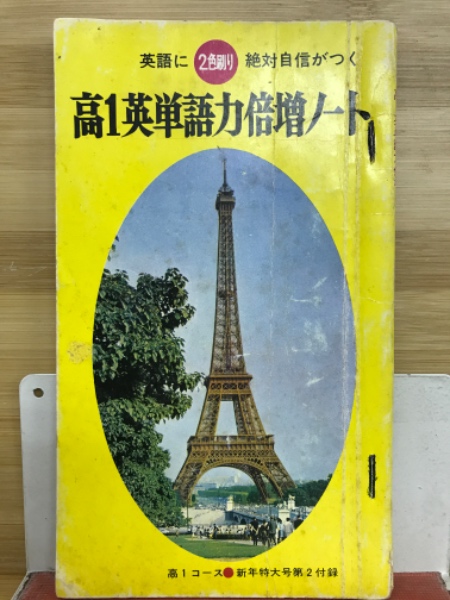 英語に 2色刷り 絶対自信がつく
高1英単語力倍増ノート
高1コース●新年特大号第2付録